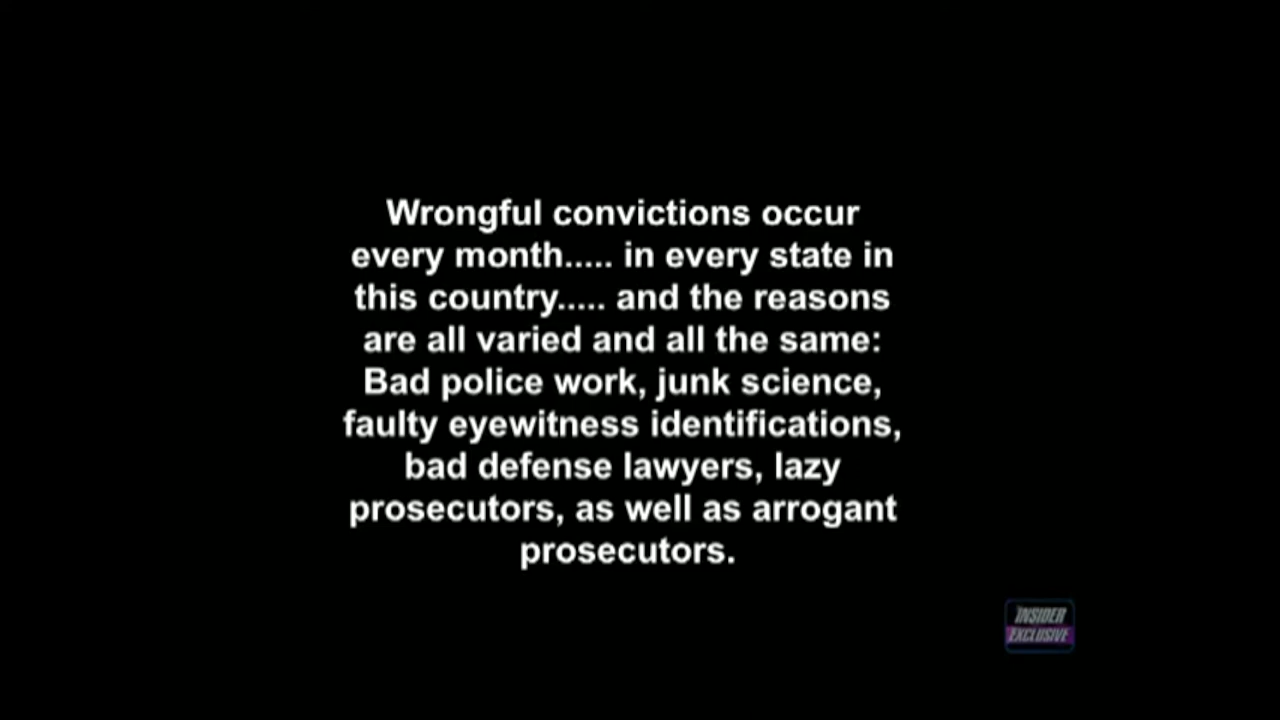 Wrongful convictions occur
every month..... in every state in
this country..... and the reasons
are all varied and all the same:
Bad police work, junk science,
faulty eyewitness identifications,
bad defense lawyers, lazy
prosecutors, as well as arrogant
prosecutors.
INSIDER
EXCLUSIVE